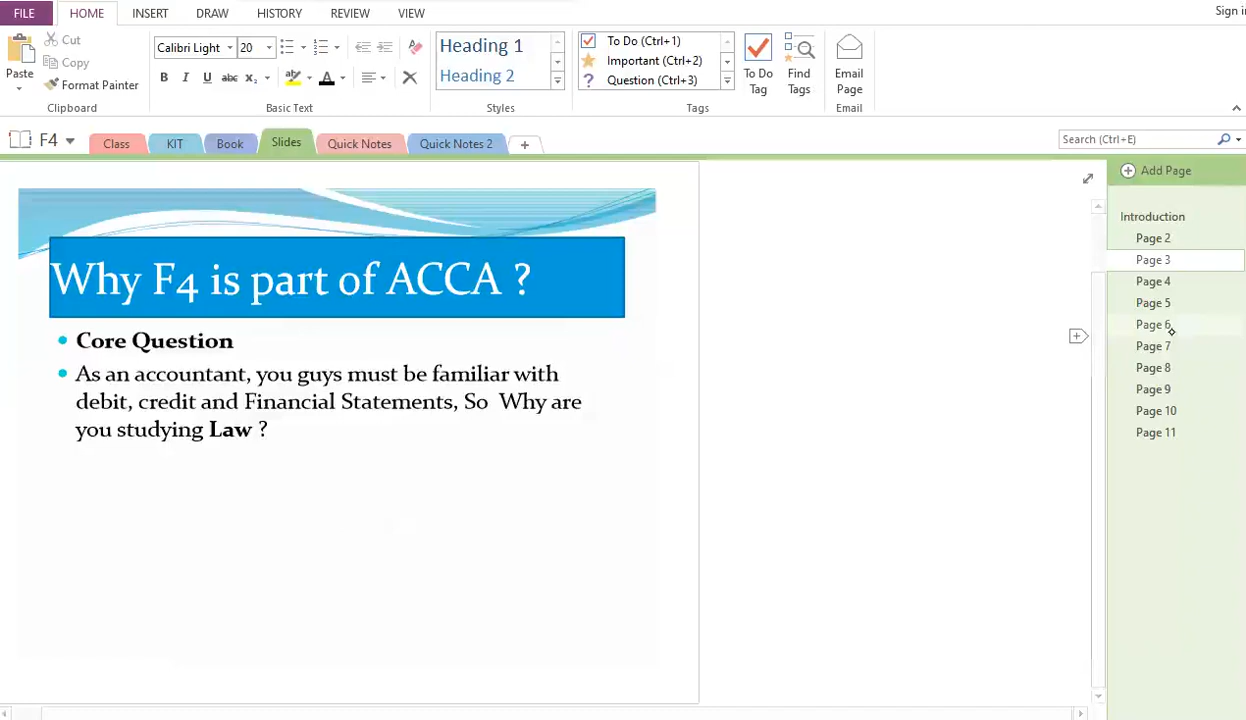 FILE HOME INSERT DRAW HISTORY REVIEW VIEW
Sign i
Paste
Cut
Copy
Format Painter
Clipboard
Calibri Light 20
B I U abc X₂ ab A
Basic Text
Heading 1
Heading 2
Styles
To Do (Ctrl+1)
Important (Ctrl+2)
Question (Ctrl+3)
Tags
To Do
Tag
Find
Tags
Email
Page
Email
F4 Class KIT Book Slides Quick Notes Quick Notes 2
Search (Ctrl+E)
Why F4 is part of ACCA ?
• Core Question
• As an accountant, you guys must be familiar with
debit, credit and Financial Statements, So Why are
you studying Law ?
Add Page
Introduction
Page 2
Page 3
Page 4
Page 5
Page 6
Page 7
Page 8
Page 9
Page 10
Page 11